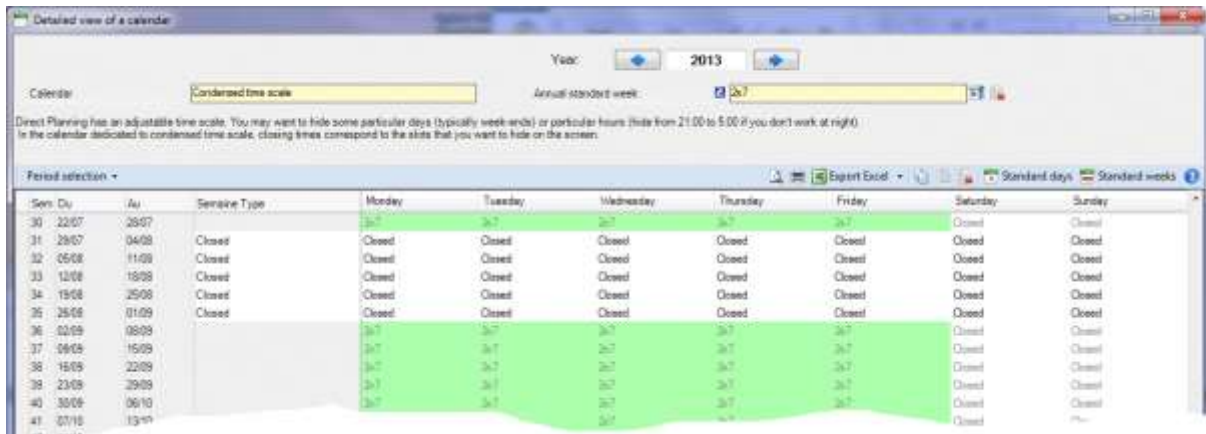 Detailed view of a calendar
Year: 2013
Calendar Condensed time scale Annual standard week: 2x7
Direct Planning has an adjustable time scale. You may want to hide some particular days (typically week-ends) or particular hours (hide from 21:00 to 5:00 if you don't work at night).
In the calendar dedicated to condensed time scale, closing times correspond to the slots that you want to hide on the screen.
Period selection Export Excel Standard days Standard weeks
Sem Du Au Semaine Type Monday Tuesday Wednesday Thursday Friday Saturday Sunday
30 22/07 28/07 2x7 2x7 2x7 2x7 2x7 Closed Closed
31 29/07 04/08 Closed Closed Closed Closed Closed Closed Closed Closed
32 05/08 11/08 Closed Closed Closed Closed Closed Closed Closed Closed
33 12/08 18/08 Closed Closed Closed Closed Closed Closed Closed Closed
34 19/08 25/08 Closed Closed Closed Closed Closed Closed Closed Closed
35 26/08 01/09 Closed Closed Closed Closed Closed Closed Closed Closed
36 02/09 08/09 2x7 2x7 2x7 2x7 2x7 Closed Closed
37 09/09 15/09 2x7 2x7 2x7 2x7 2x7 Closed Closed
38 16/09 22/09 2x7 2x7 2x7 2x7 2x7 Closed Closed
39 23/09 29/09 2x7 2x7 2x7 2x7 2x7 Closed Closed
40 30/09 06/10 2x7 2x7 2x7 2x7 2x7 Closed Closed
41 07/10 2x7 2x7 Closed